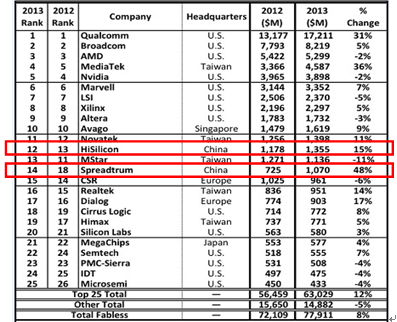 2013 Rank 2012 Rank Company Headquarters 2012 ($M) 2013 ($M) % Change
1 1 Qualcomm U.S. 13,177 17,211 31%
2 2 Broadcom U.S. 7,793 8,219 5%
3 3 AMD U.S. 5,422 5,299 -2%
4 5 MediaTek Taiwan 3,366 4,587 36%
5 4 Nvidia U.S. 3,965 3,898 -2%
6 6 Marvell U.S. 3,144 3,352 7%
7 7 LSI U.S. 2,506 2,370 -5%
8 8 Xilinx U.S. 2,196 2,297 5%
9 9 Altera U.S. 1,783 1,732 -3%
10 10 Avago Singapore 1,479 1,619 9%
11 12 Novatek Taiwan 1,256 1,398 11%
12 13 HiSilicon China 1,178 1,355 15%
13 11 MStar Taiwan 1,271 1,136 -11%
14 18 Spreadtrum China 725 1,070 48%
15 14 CSR Europe 1,025 961 -6%
16 15 Realtek Taiwan 836 951 14%
17 16 Dialog Europe 774 903 17%
18 19 Cirrus Logic U.S. 714 772 8%
19 17 Himax Taiwan 737 771 5%
20 21 Silicon Labs U.S. 563 580 3%
21 22 MegaChips Japan 553 577 4%
22 24 Semtech U.S. 518 555 7%
23 23 PMC-Sierra U.S. 531 508 -4%
24 25 IDT U.S. 497 475 -4%
25 26 Microsemi U.S. 450 433 -4%
Top 25 Total — 56,459 63,029 12%
Other Total — 15,650 14,882 -5%
Total Fabless — 72,109 77,911 8%